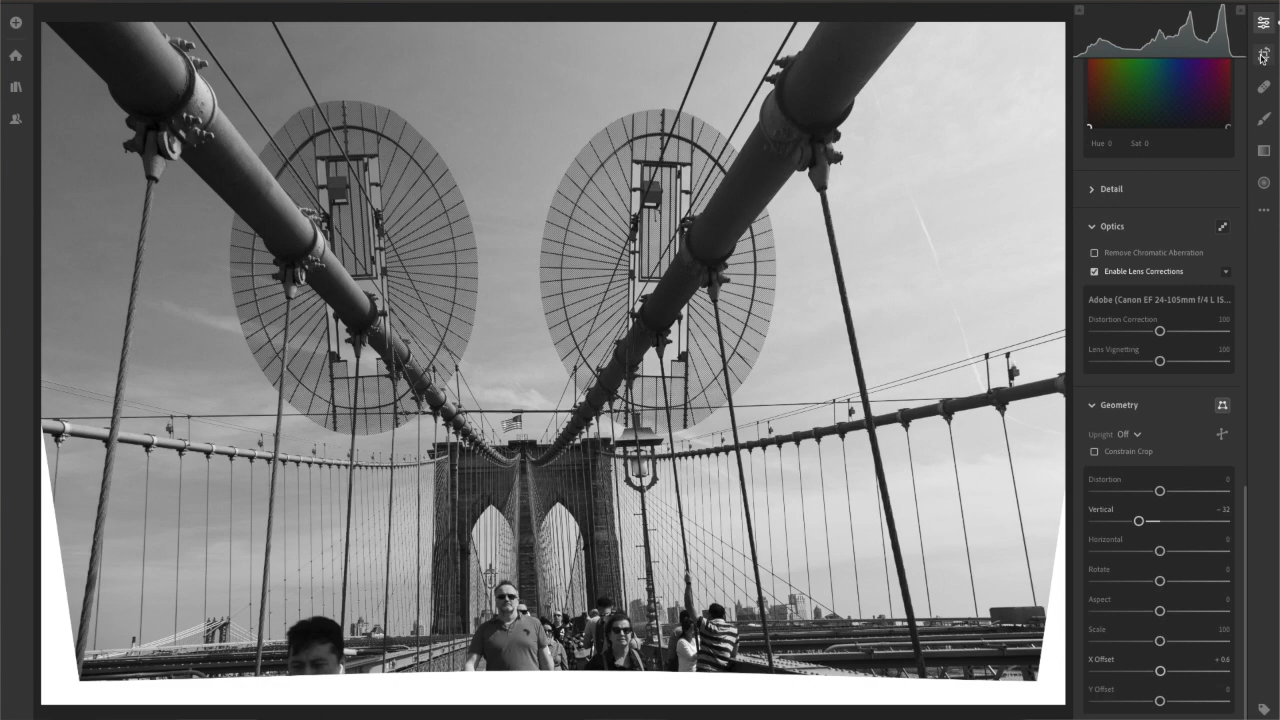 Hue 0 Sat 0
Detail
Optics
Remove Chromatic Aberration
Enable Lens Corrections
Adobe (Canon EF 24-105mm f/4 L IS...
Distortion Correction 100
Lens Vignetting 100
Geometry
Upright Off
Constrain Crop
Distortion 0
Vertical - 32
Horizontal 0
Rotate 0
Aspect 0
Scale 100
X Offset + 0.6
Y Offset 0